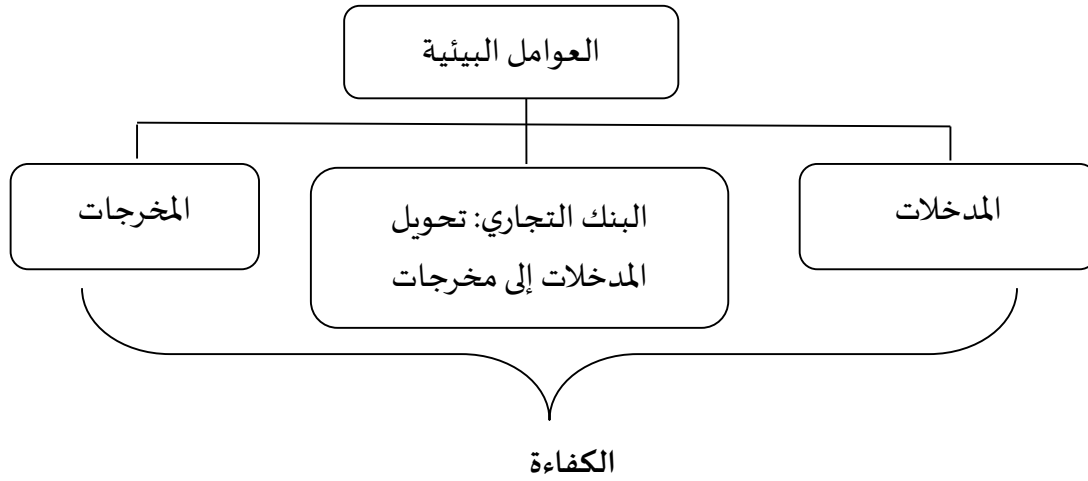 العوامل البيئية
المدخلات
البنك التجاري: تحويل
المدخلات إلى مخرجات
المخرجات
الكفاءة